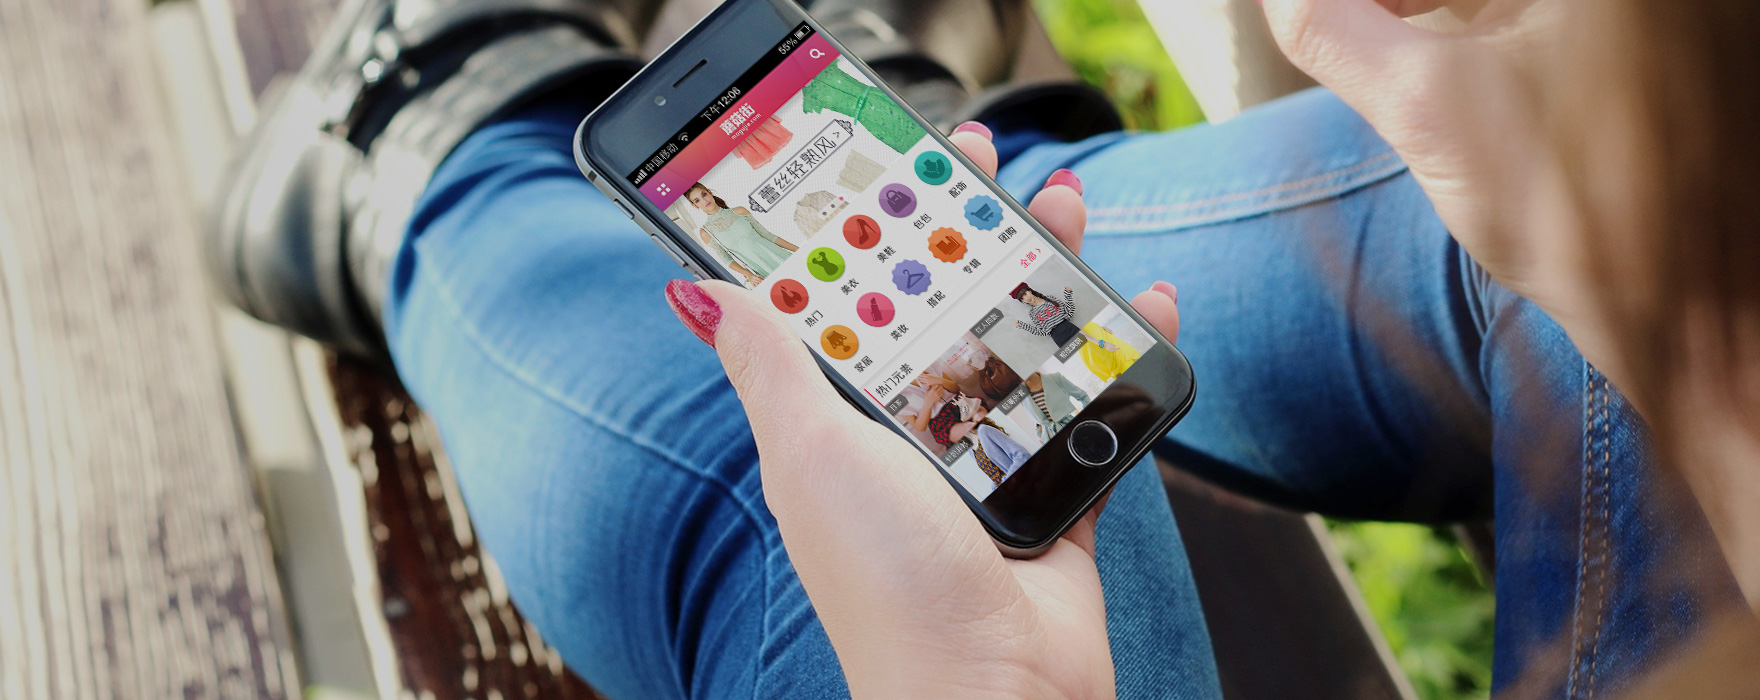 中国移动
下午12:06
55%
蘑菇街
mogujie.com
蕾丝轻熟风 >
热门
美衣
美鞋
包包
配饰
家居
美妆
搭配
专辑
团购
热门元素
全部 >